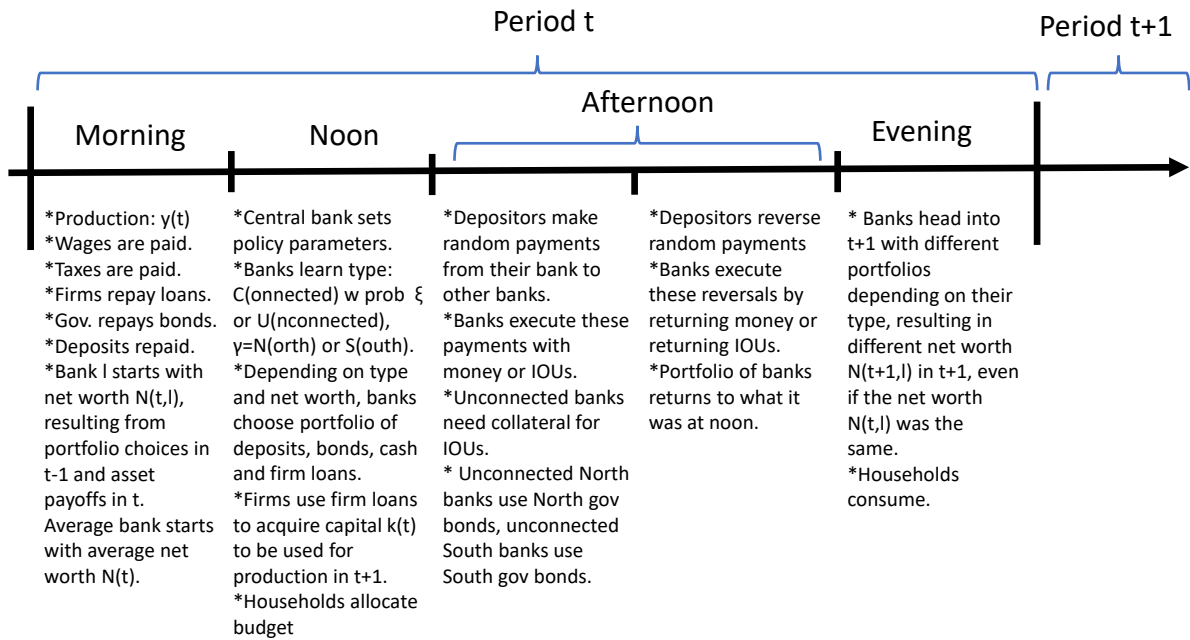 Period t
Period t+1
Afternoon
Morning
Noon
Evening
*Production: y(t)
*Wages are paid.
*Taxes are paid.
*Firms repay loans.
*Gov. repays bonds.
*Deposits repaid.
*Bank l starts with
net worth N(t,l),
resulting from
portfolio choices in
t-1 and asset
payoffs in t.
Average bank starts
with average net
worth N(t).
*Central bank sets
policy parameters.
*Banks learn type:
C(onnected) w prob ξ
or U(nconnected),
γ=N(orth) or S(outh).
*Depending on type
and net worth, banks
choose portfolio of
deposits, bonds, cash
and firm loans.
*Firms use firm loans
to acquire capital k(t)
to be used for
production in t+1.
*Households allocate
budget
*Depositors make
random payments
from their bank to
other banks.
*Banks execute these
payments with
money or IOUs.
*Unconnected banks
need collateral for
IOUs.
* Unconnected North
banks use North gov
bonds, unconnected
South banks use
South gov bonds.
*Depositors reverse
random payments
*Banks execute
these reversals by
returning money or
returning IOUs.
*Portfolio of banks
returns to what it
was at noon.
* Banks head into
t+1 with different
portfolios
depending on their
type, resulting in
different net worth
N(t+1,l) in t+1, even
if the net worth
N(t,l) was the
same.
*Households
consume.